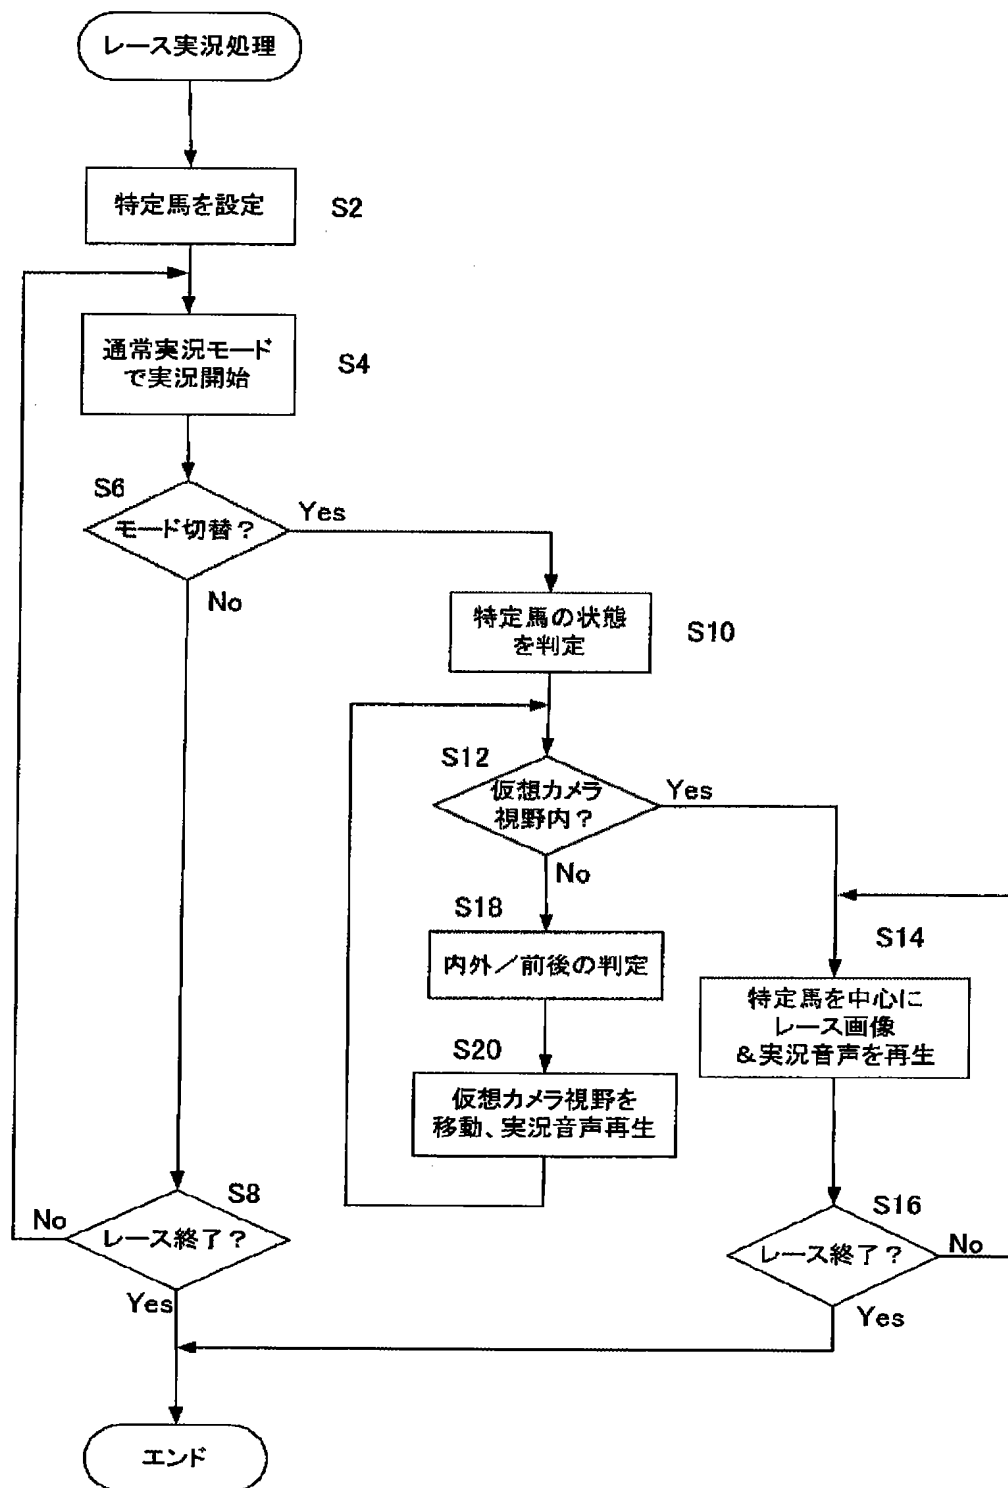 レース実況処理
特定馬を設定
S2
通常実況モード
で実況開始
S4
S6
モード切替？
Yes
No
特定馬の状態
を判定
S10
S12
仮想カメラ
視野内？
Yes
No
S18
内外／前後の判定
S14
特定馬を中心に
レース画像
＆実況音声を再生
S20
仮想カメラ視野を
移動、実況音声再生
S8
レース終了？
No
Yes
S16
レース終了？
No
Yes
エンド